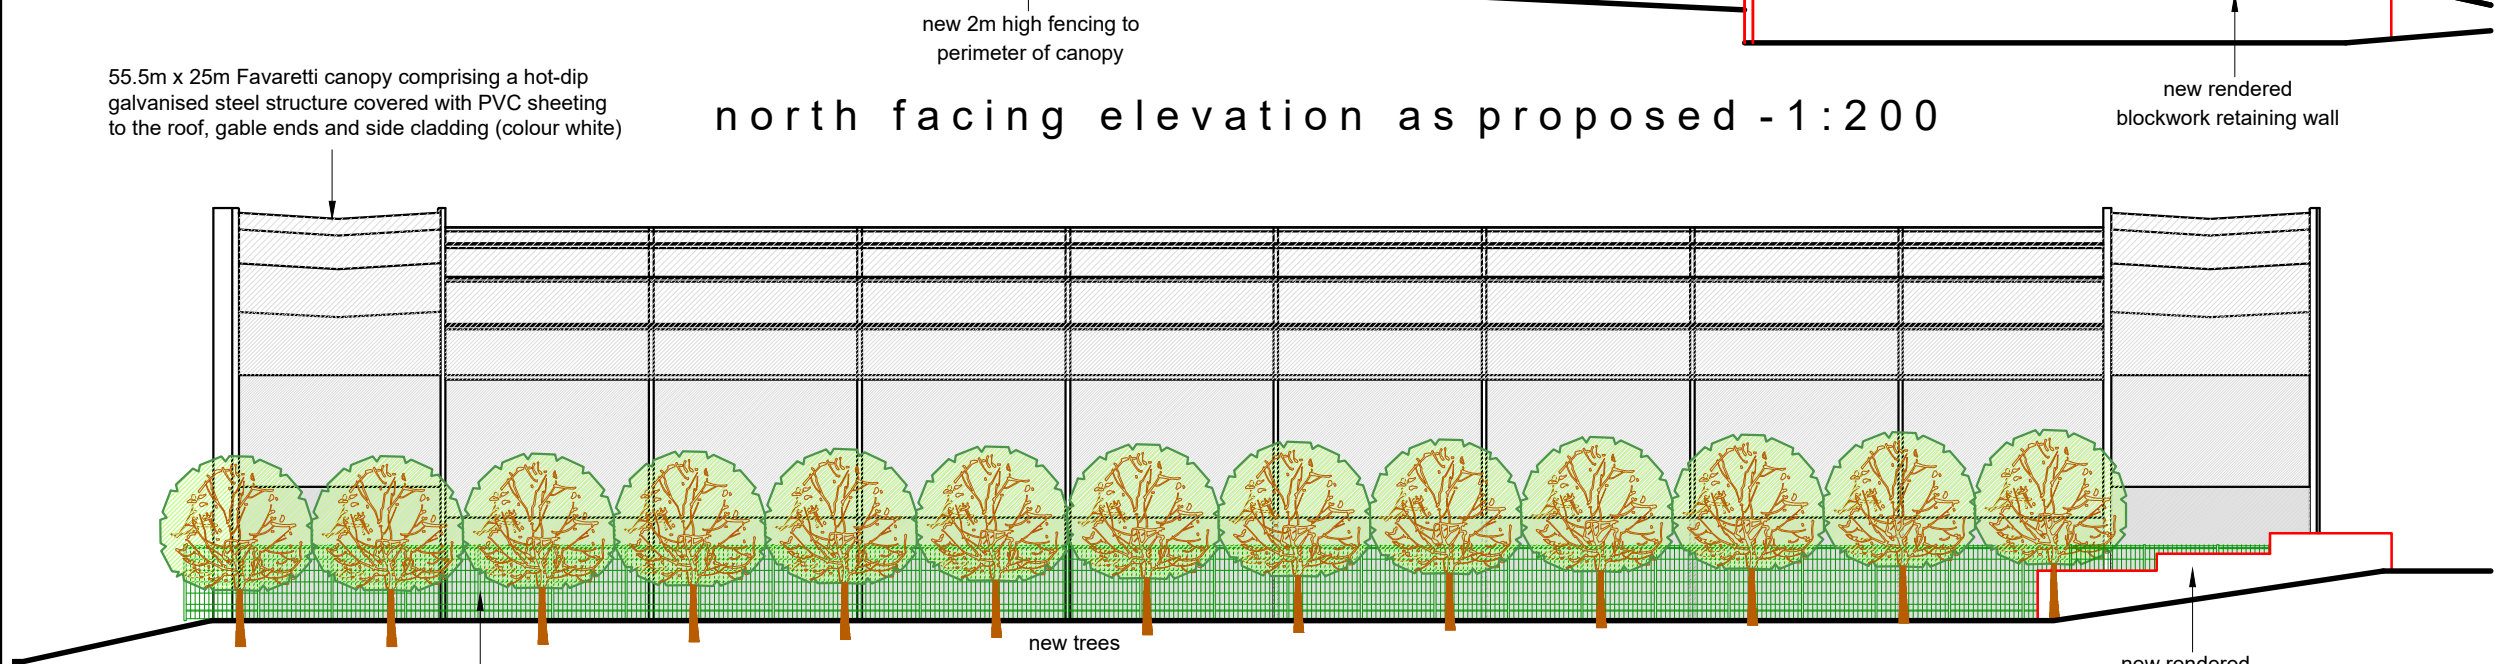 new 2m high fencing to
perimeter of canopy
55.5m x 25m Favaretti canopy comprising a hot-dip
galvanised steel structure covered with PVC sheeting
to the roof, gable ends and side cladding (colour white)
north facing elevation as proposed - 1:200
new rendered
blockwork retaining wall
new trees
new rendered